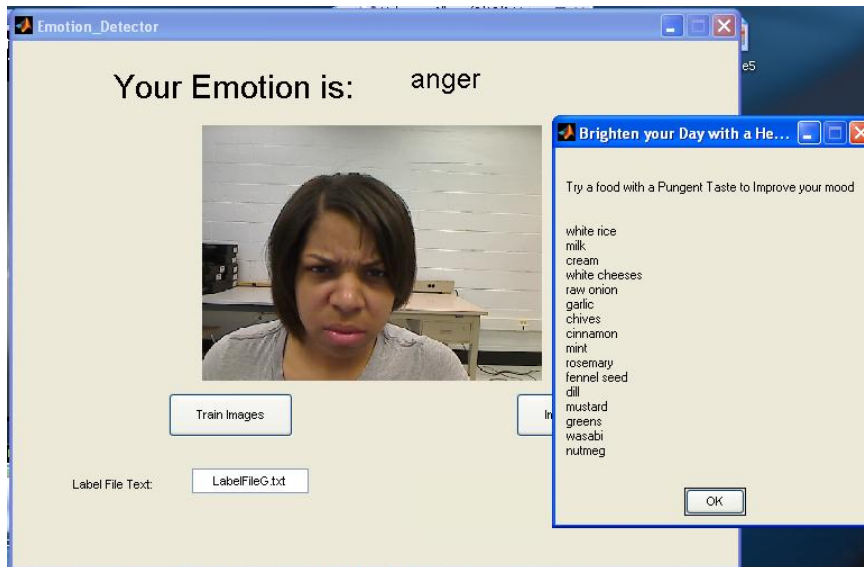 Emotion_Detector
e5
Your Emotion is: anger
Brighten your Day with a He...
Try a food with a Pungent Taste to Improve your mood
white rice
milk
cream
white cheeses
raw onion
garlic
chives
cinnamon
mint
rosemary
fennel seed
dill
mustard
greens
wasabi
nutmeg
OK
Train Images
Label File Text: LabelFileG.txt